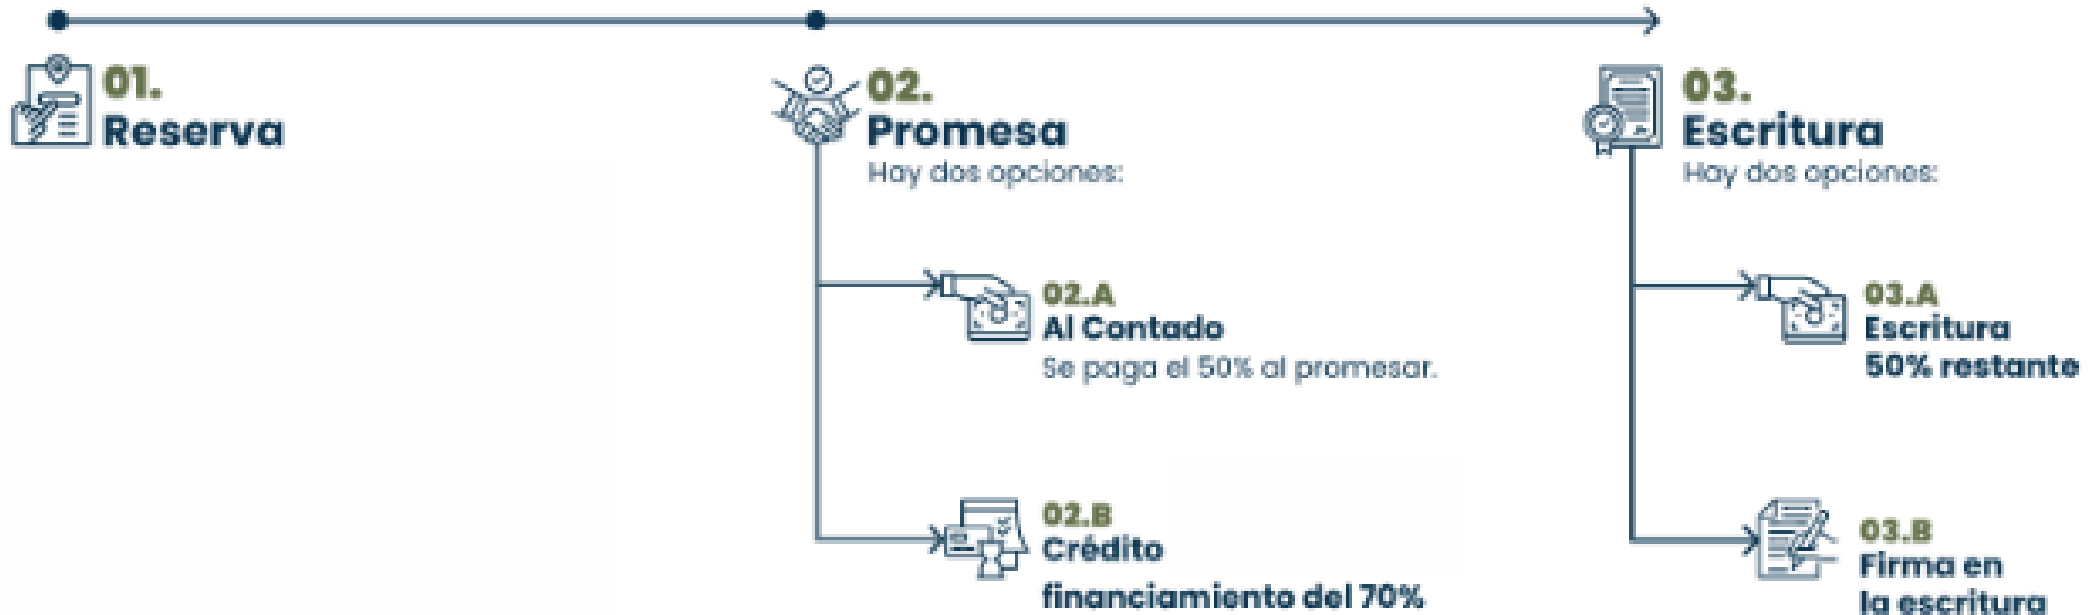 01.
Reserva
02.
Promesa
Hay dos opciones:
02.A
Al Contado
Se paga el 50% al promesar.
02.B
Crédito
financiamiento del 70%
03.
Escritura
Hay dos opciones:
03.A
Escritura
50% restante
03.B
Firma en
la escritura